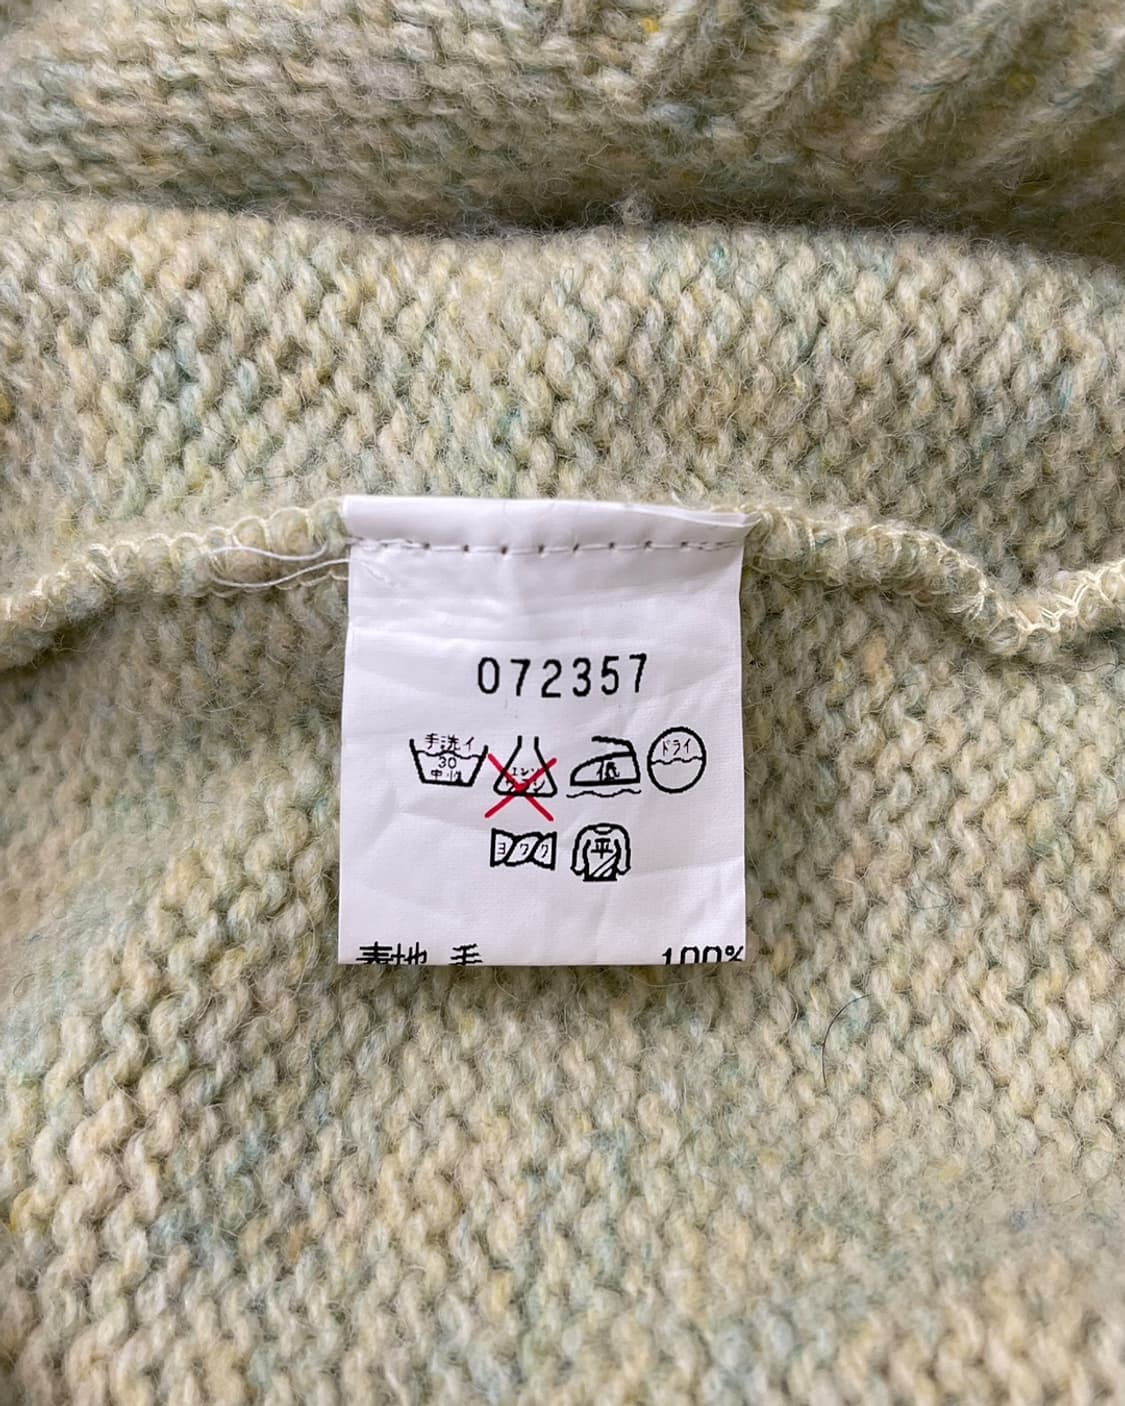 072357
手洗イ
30
中性
エンソ
サラシ
低
ドライ
ヨワク
平
表地 毛 100%